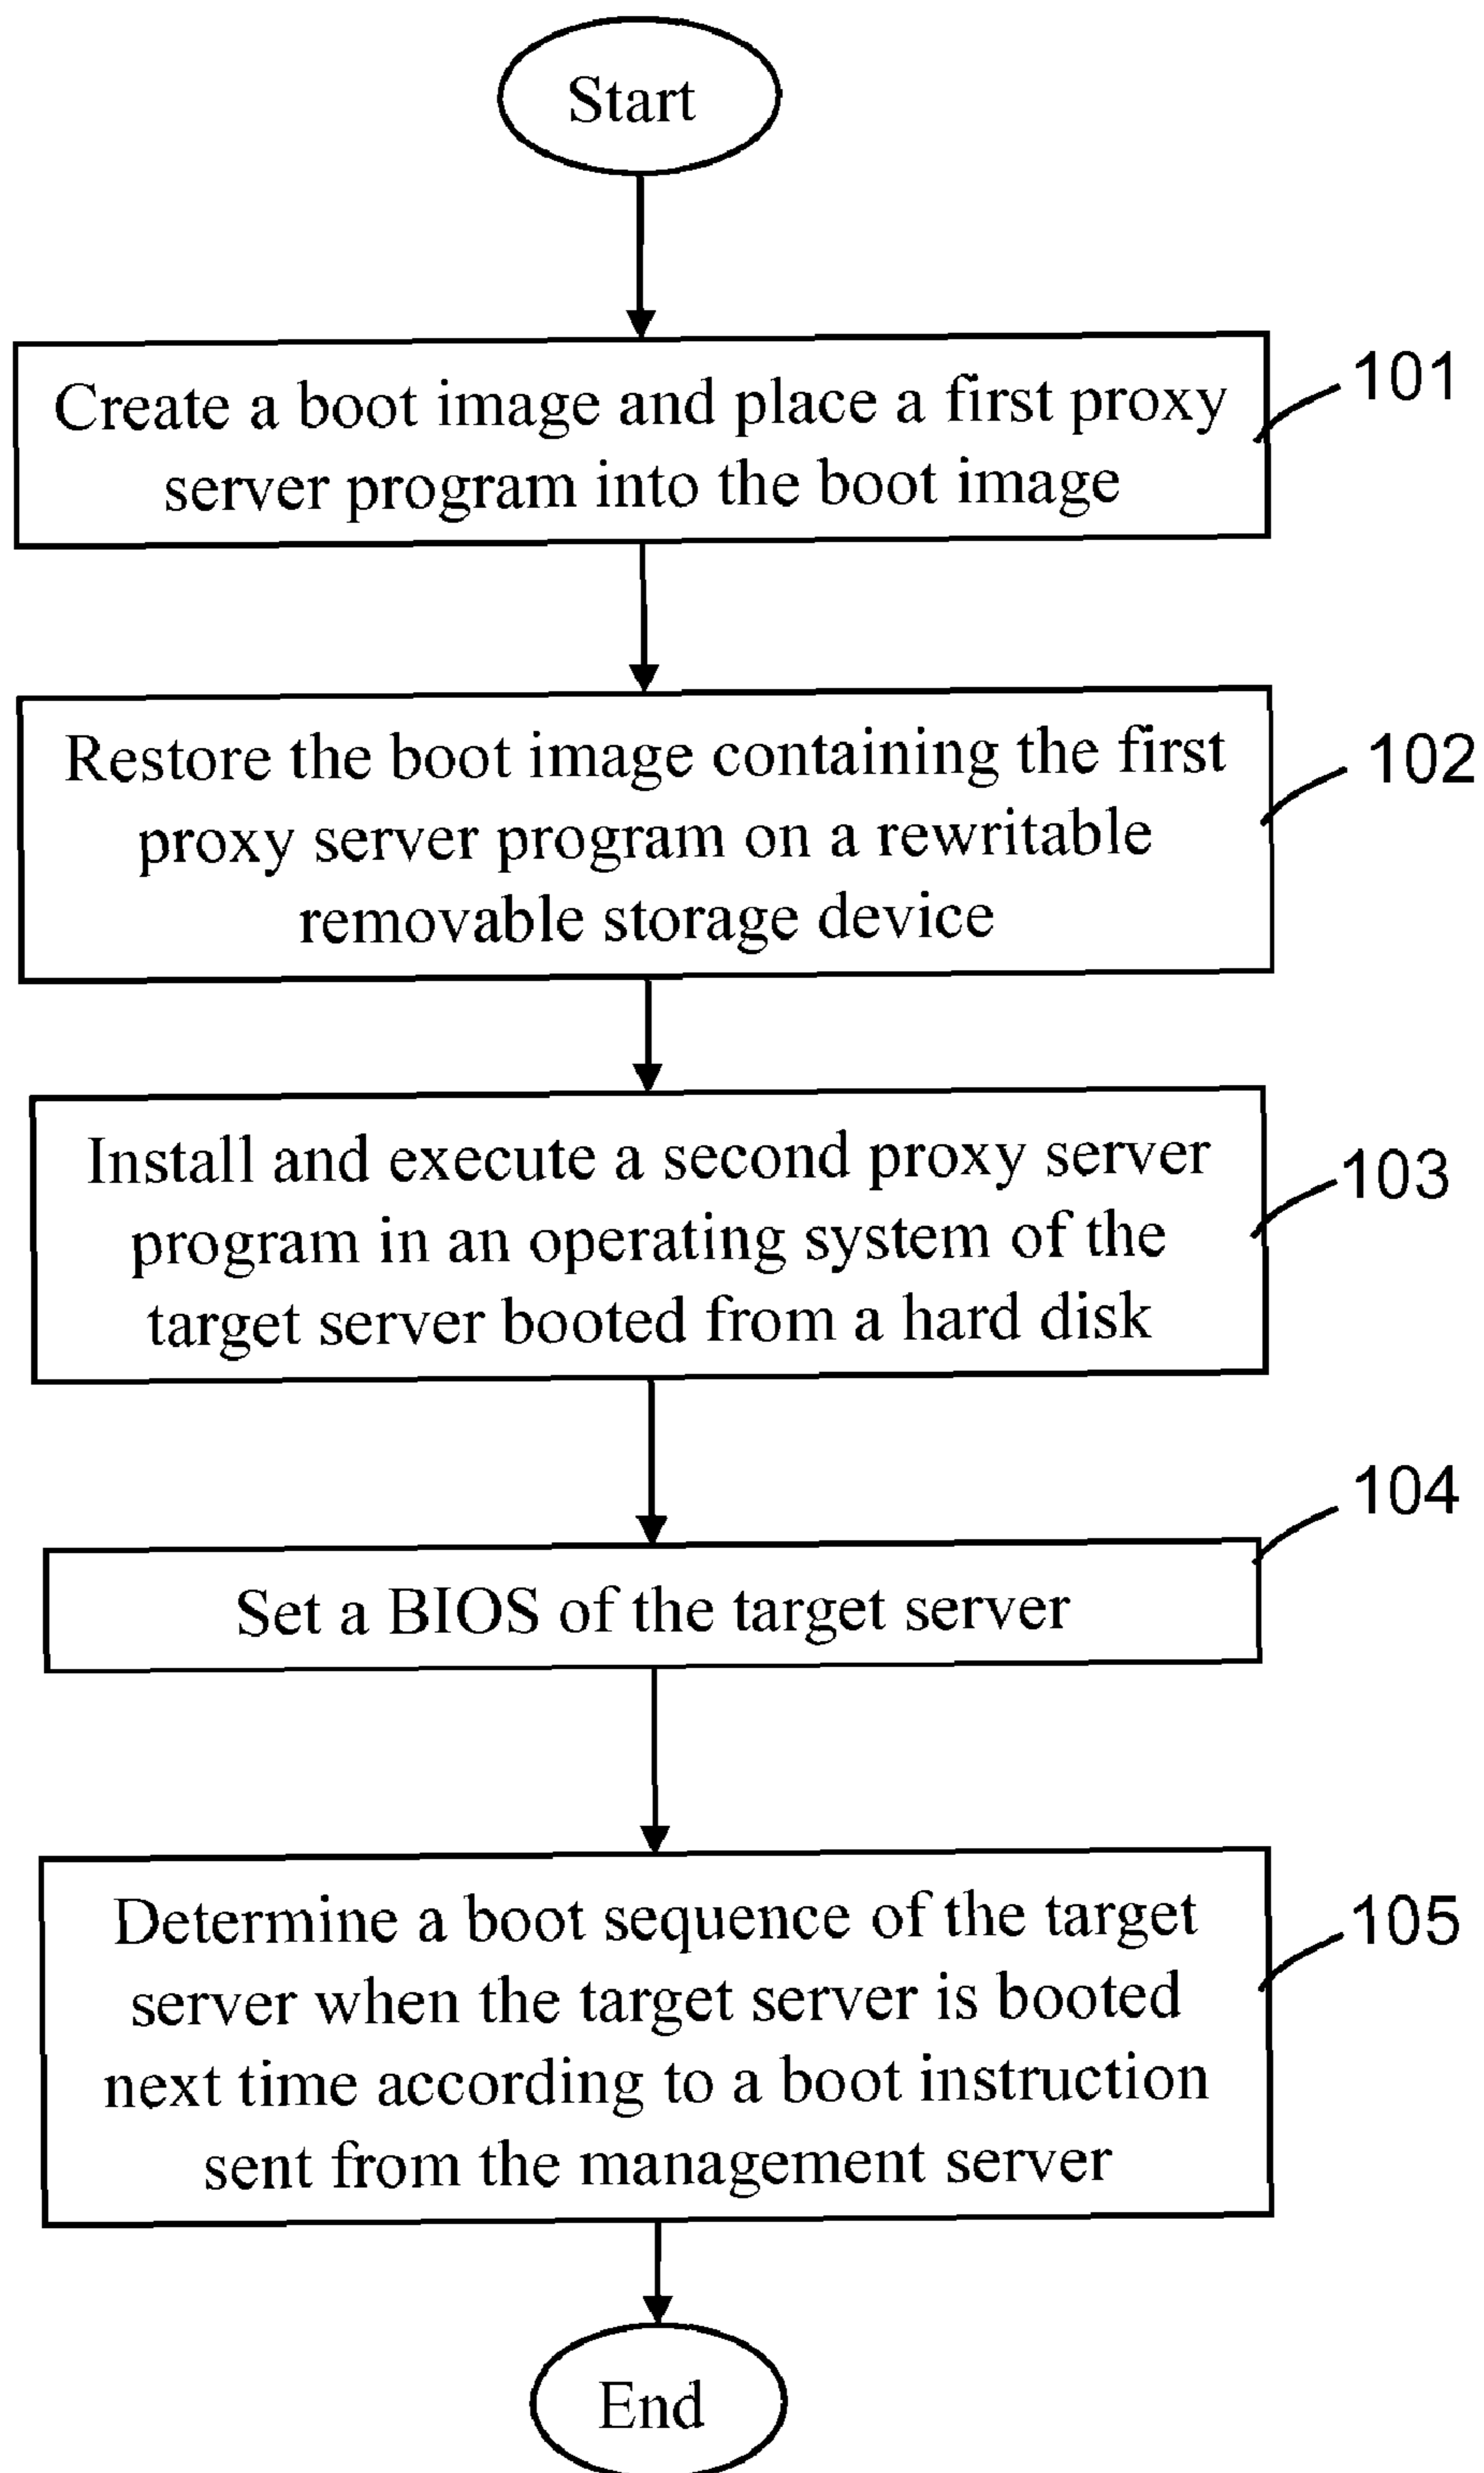 Start
Create a boot image and place a first proxy
server program into the boot image
101
Restore the boot image containing the first
proxy server program on a rewritable
removable storage device
102
Install and execute a second proxy server
program in an operating system of the
target server booted from a hard disk
103
Set a BIOS of the target server
104
Determine a boot sequence of the target
server when the target server is booted
next time according to a boot instruction
sent from the management server
105
End